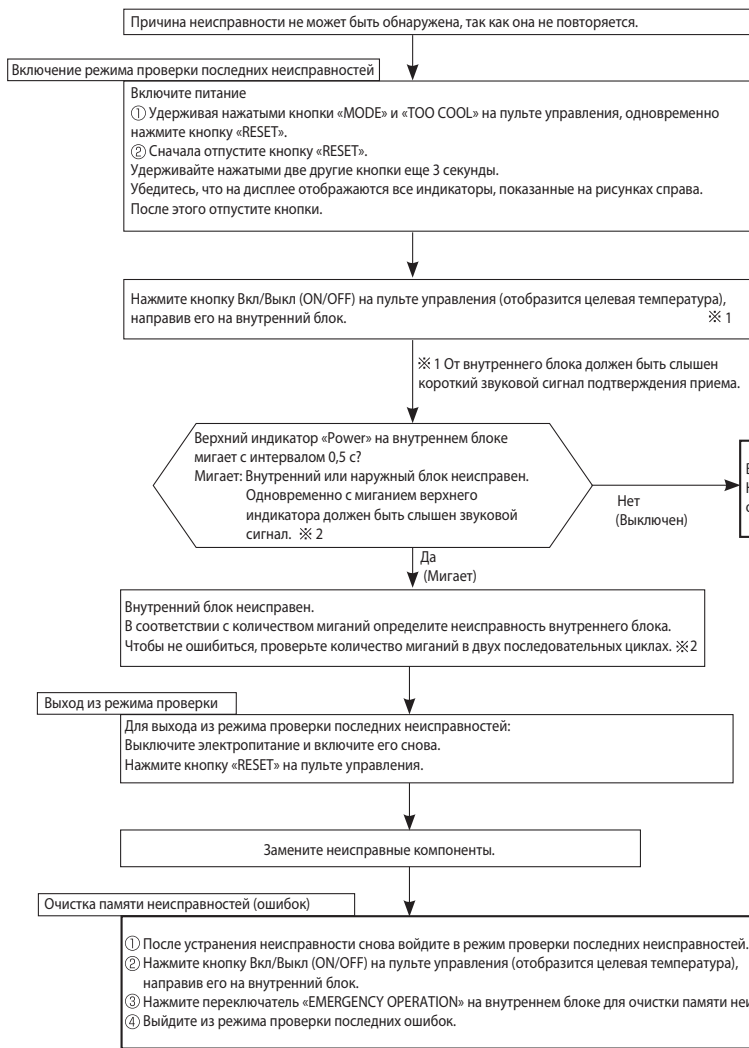 Причина неисправности не может быть обнаружена, так как она не повторяется.
Включение режима проверки последних неисправностей
Включите питание
① Удерживая нажатыми кнопки «MODE» и «TOO COOL» на пульте управления, одновременно
нажмите кнопку «RESET».
② Сначала отпустите кнопку «RESET».
Удерживайте нажатыми две другие кнопки еще 3 секунды.
Убедитесь, что на дисплее отображаются все индикаторы, показанные на рисунках справа.
После этого отпустите кнопки.
Нажмите кнопку Вкл/Выкл (ON/OFF) на пульте управления (отобразится целевая температура),
направив его на внутренний блок. ※ 1
※ 1 От внутреннего блока должен быть слышен
короткий звуковой сигнал подтверждения приема.
Верхний индикатор «Power» на внутреннем блоке
мигает с интервалом 0,5 с?
Мигает: Внутренний или наружный блок неисправен.
Одновременно с миганием верхнего
индикатора должен быть слышен звуковой
сигнал. ※ 2
Нет
(Выключен)
Да
(Мигает)
Внутренний блок неисправен.
В соответствии с количеством миганий определите неисправность внутреннего блока.
Чтобы не ошибиться, проверьте количество миганий в двух последовательных циклах. ※2
Выход из режима проверки
Для выхода из режима проверки последних неисправностей:
Выключите электропитание и включите его снова.
Нажмите кнопку «RESET» на пульте управления.
Замените неисправные компоненты.
Очистка памяти неисправностей (ошибок)
① После устранения неисправности снова войдите в режим проверки последних неисправностей.
② Нажмите кнопку Вкл/Выкл (ON/OFF) на пульте управления (отобразится целевая температура),
направив его на внутренний блок.
③ Нажмите переключатель «EMERGENCY OPERATION» на внутреннем блоке для очистки памяти
④ Выйдите из режима проверки последних ошибок.